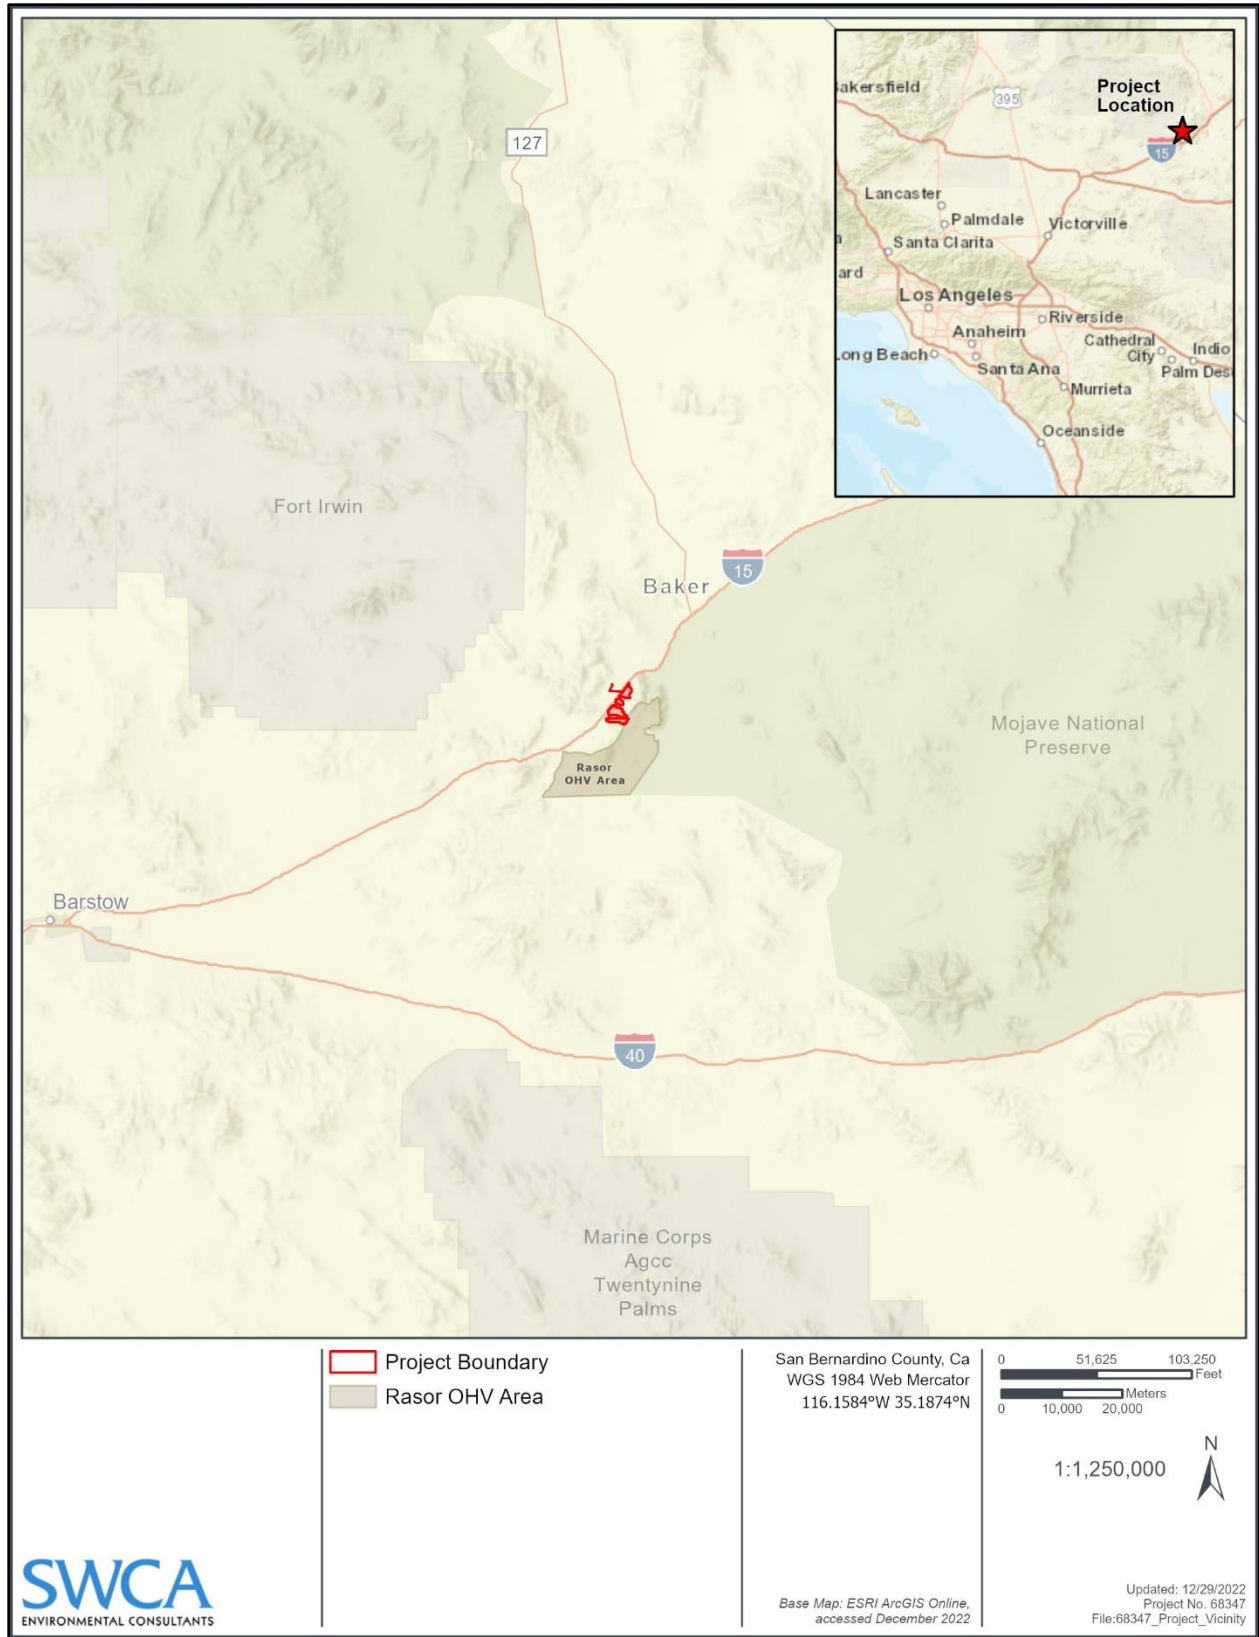 127
Fort Irwin
Baker
15
Mojave National
Preserve
Rasor
OHV Area
Barstow
40
Marine Corps
Agcc
Twentynine
Palms
akersfield
395
Project
Location
15
Lancaster
Palmdale
Victorville
Santa Clarita
ard
Los Angeles
Riverside
Anaheim
Cathedral
City
Indio
Long Beach
Santa Ana
Palm Des
Murrieta
Oceanside
Project Boundary
Rasor OHV Area
San Bernardino County, Ca
WGS 1984 Web Mercator
116.1584°W 35.1874°N
0 51,625 103,250
Feet
Meters
0 10,000 20,000
N
1:1,250,000
SWCA
ENVIRONMENTAL CONSULTANTS
Base Map: ESRI ArcGIS Online,
accessed December 2022
Updated: 12/29/2022
Project No. 68347
File:68347_Project_Vicinity